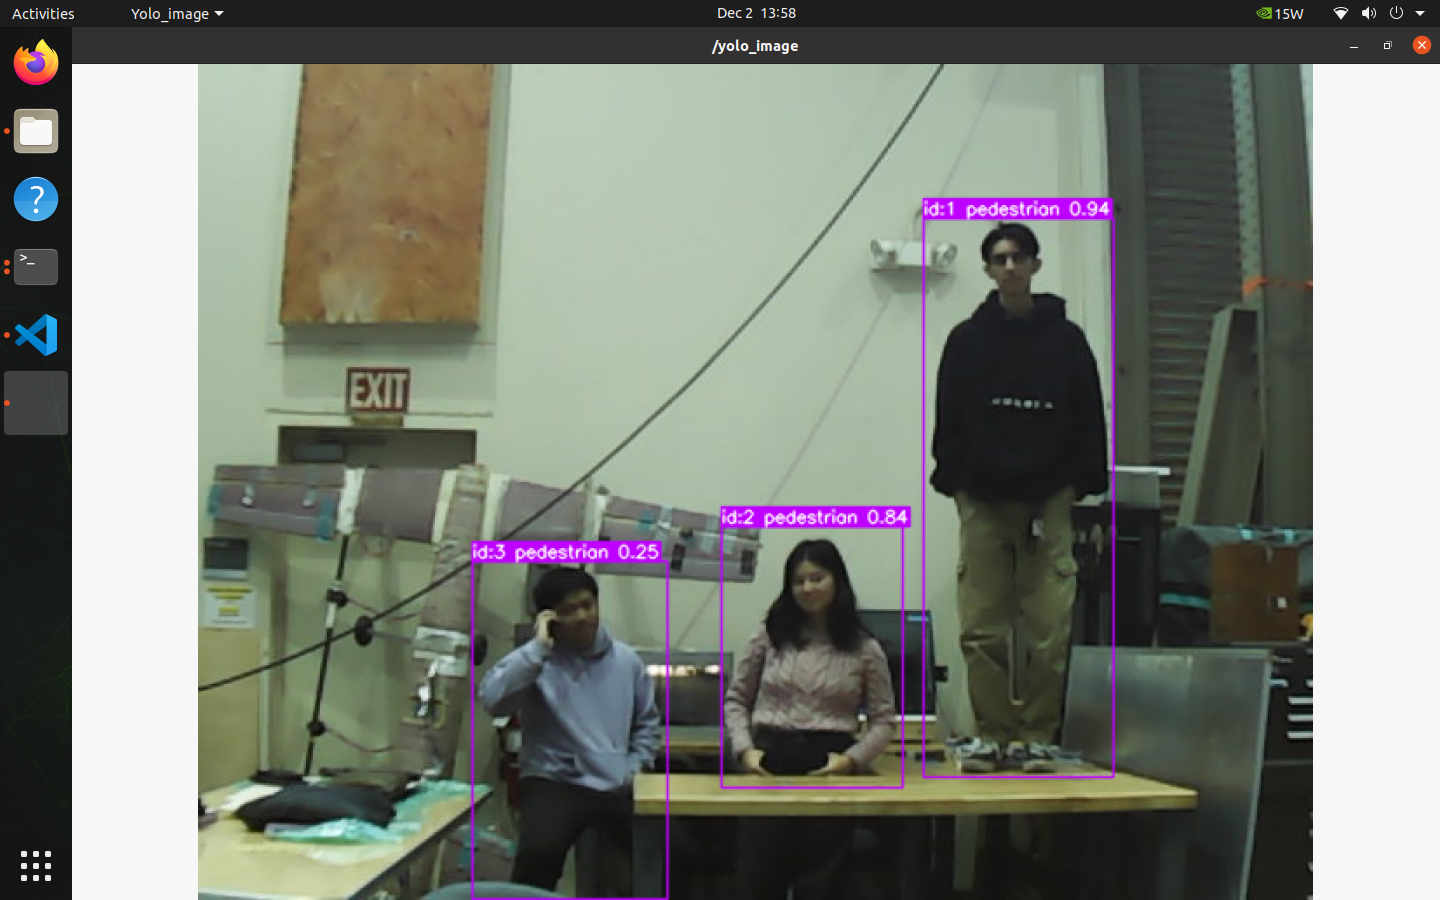 Activities
Yolo_image
Dec 2 13:58
15W
/yolo_image
id:1 pedestrian 0.94
EXIT
id:2 pedestrian 0.84
id:3 pedestrian 0.25